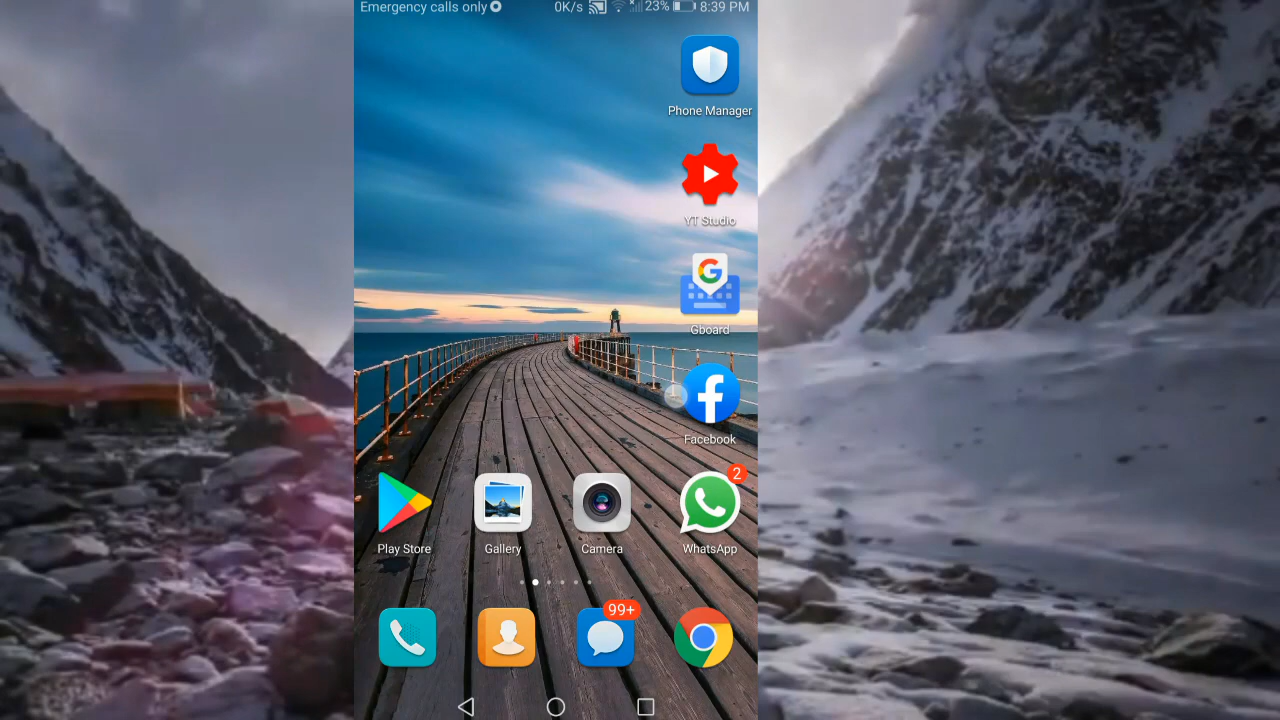 Emergency calls only 0K/s 23% 8:39 PM
Phone Manager
YT Studio
G
Gboard
f
Facebook
2
Play Store Gallery Camera WhatsApp
99+